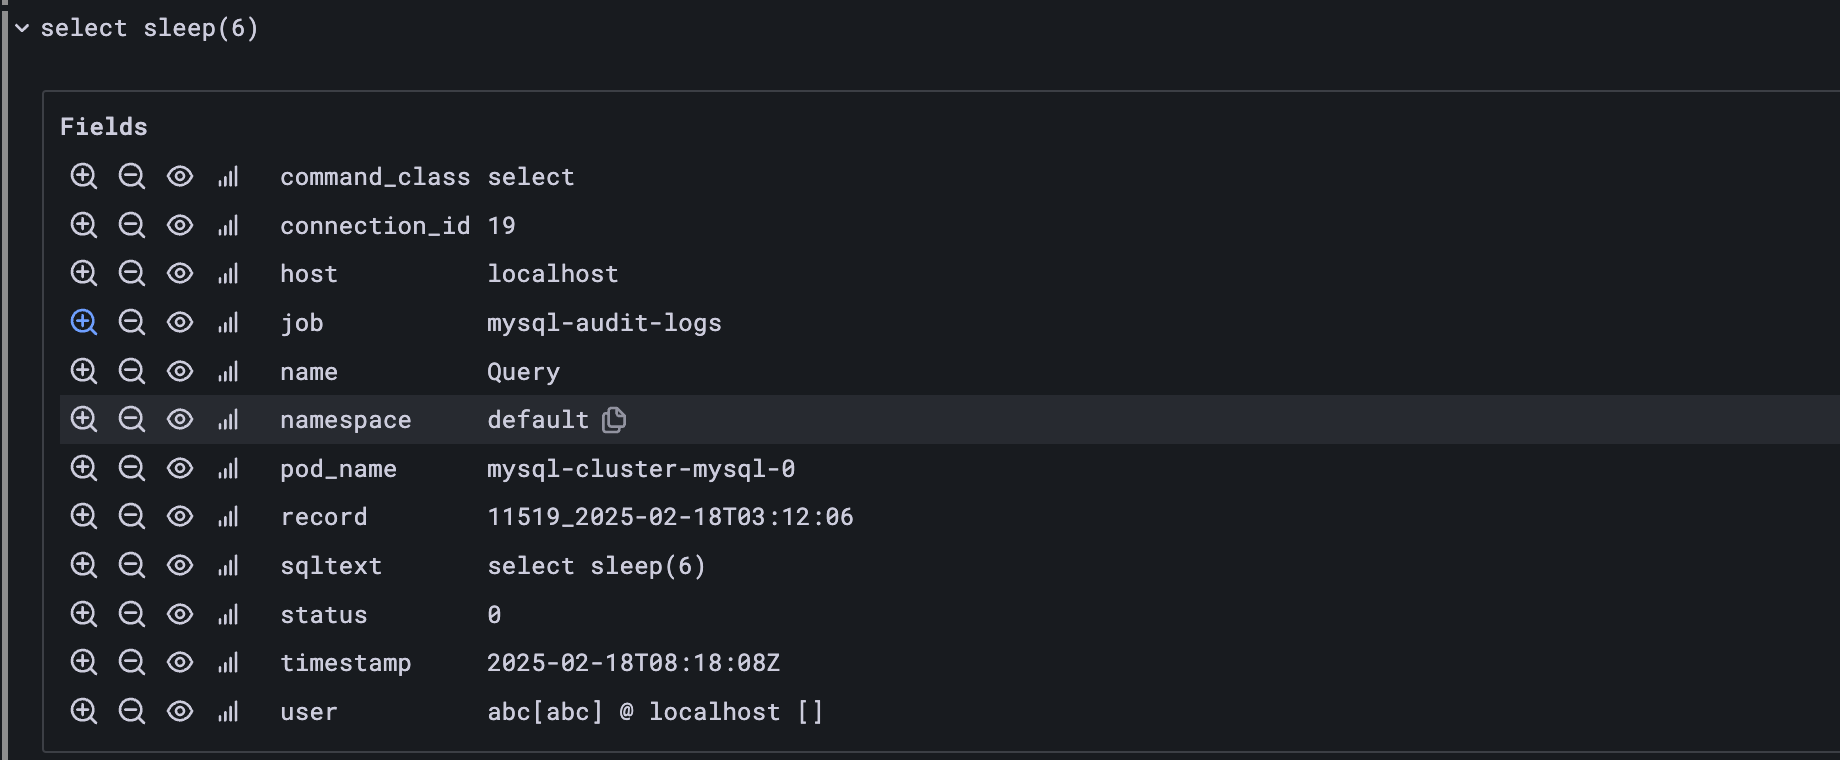 select sleep(6)
Fields
command_class select
connection_id 19
host localhost
job mysql-audit-logs
name Query
namespace default
pod_name mysql-cluster-mysql-0
record 11519_2025-02-18T03:12:06
sqltext select sleep(6)
status 0
timestamp 2025-02-18T08:18:08Z
user abc[abc] @ localhost []